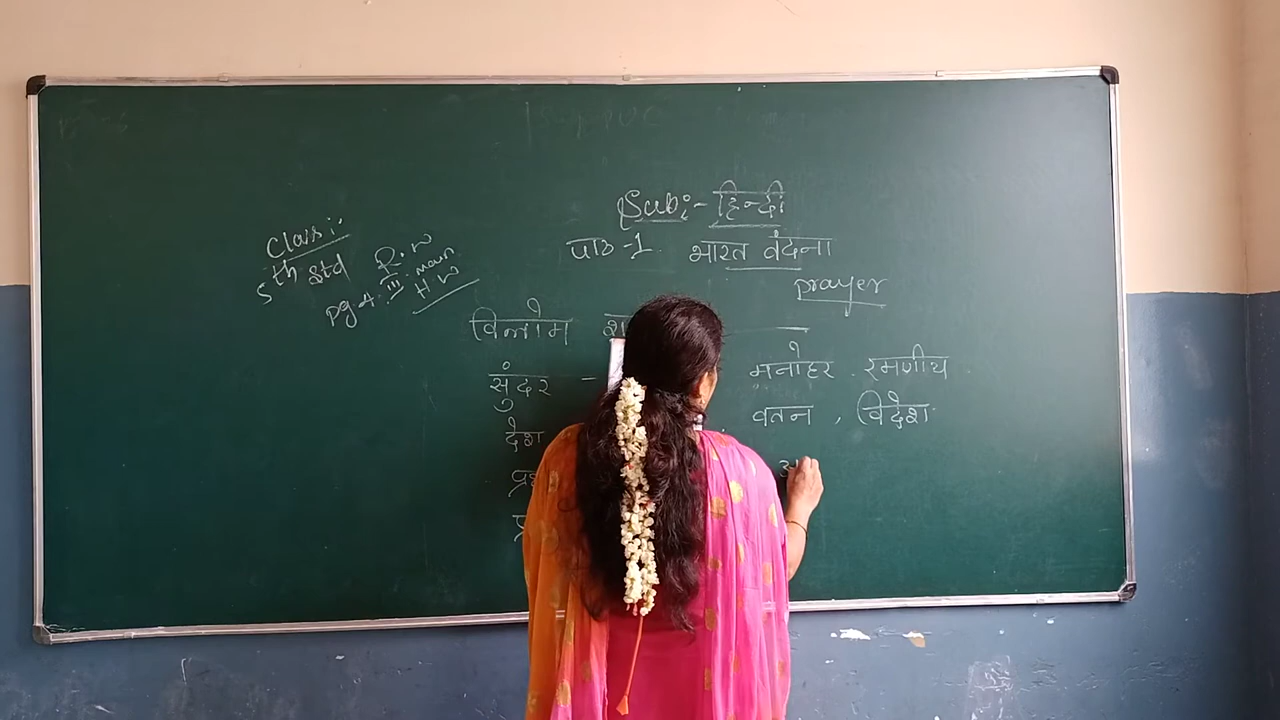 Sub:- हिन्दी
पाठ-1. भारत वंदना
prayer
Class:
5th std
R.W
pg 4. !!!
H W
विलोम
सुंदर - मनोहर . रमणीय
देश वतन , विदेश